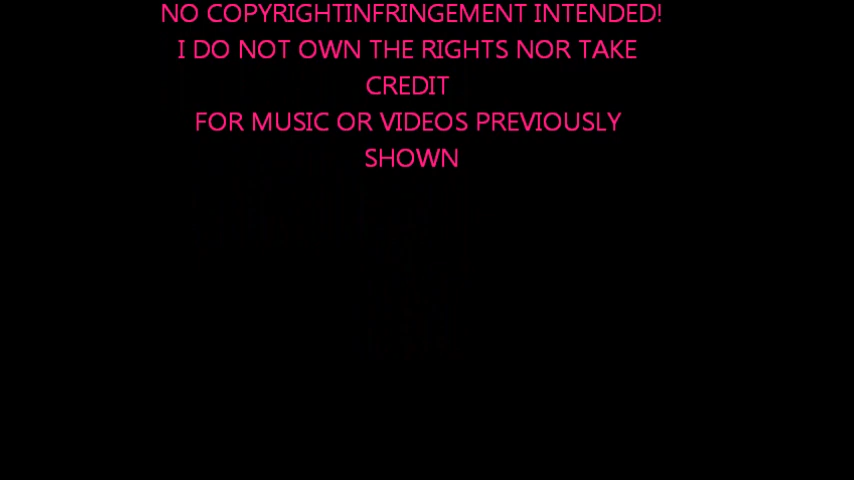 NO COPYRIGHTINFRINGEMENT INTENDED!
I DO NOT OWN THE RIGHTS NOR TAKE
CREDIT
FOR MUSIC OR VIDEOS PREVIOUSLY
SHOWN